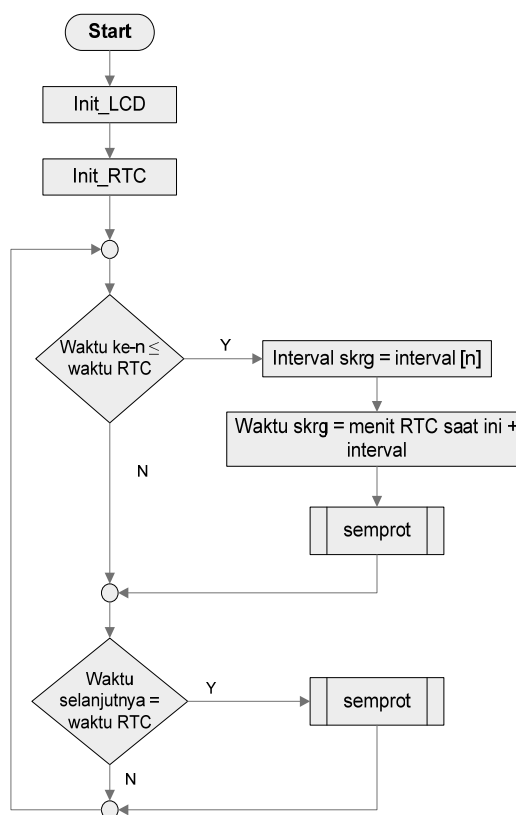 Start
Init_LCD
Init_RTC
Waktu ke-n ≤
waktu RTC
Y
Interval skrg = interval [n]
Waktu skrg = menit RTC saat ini +
interval
N
semprot
Waktu
selanjutnya =
waktu RTC
Y
semprot
N